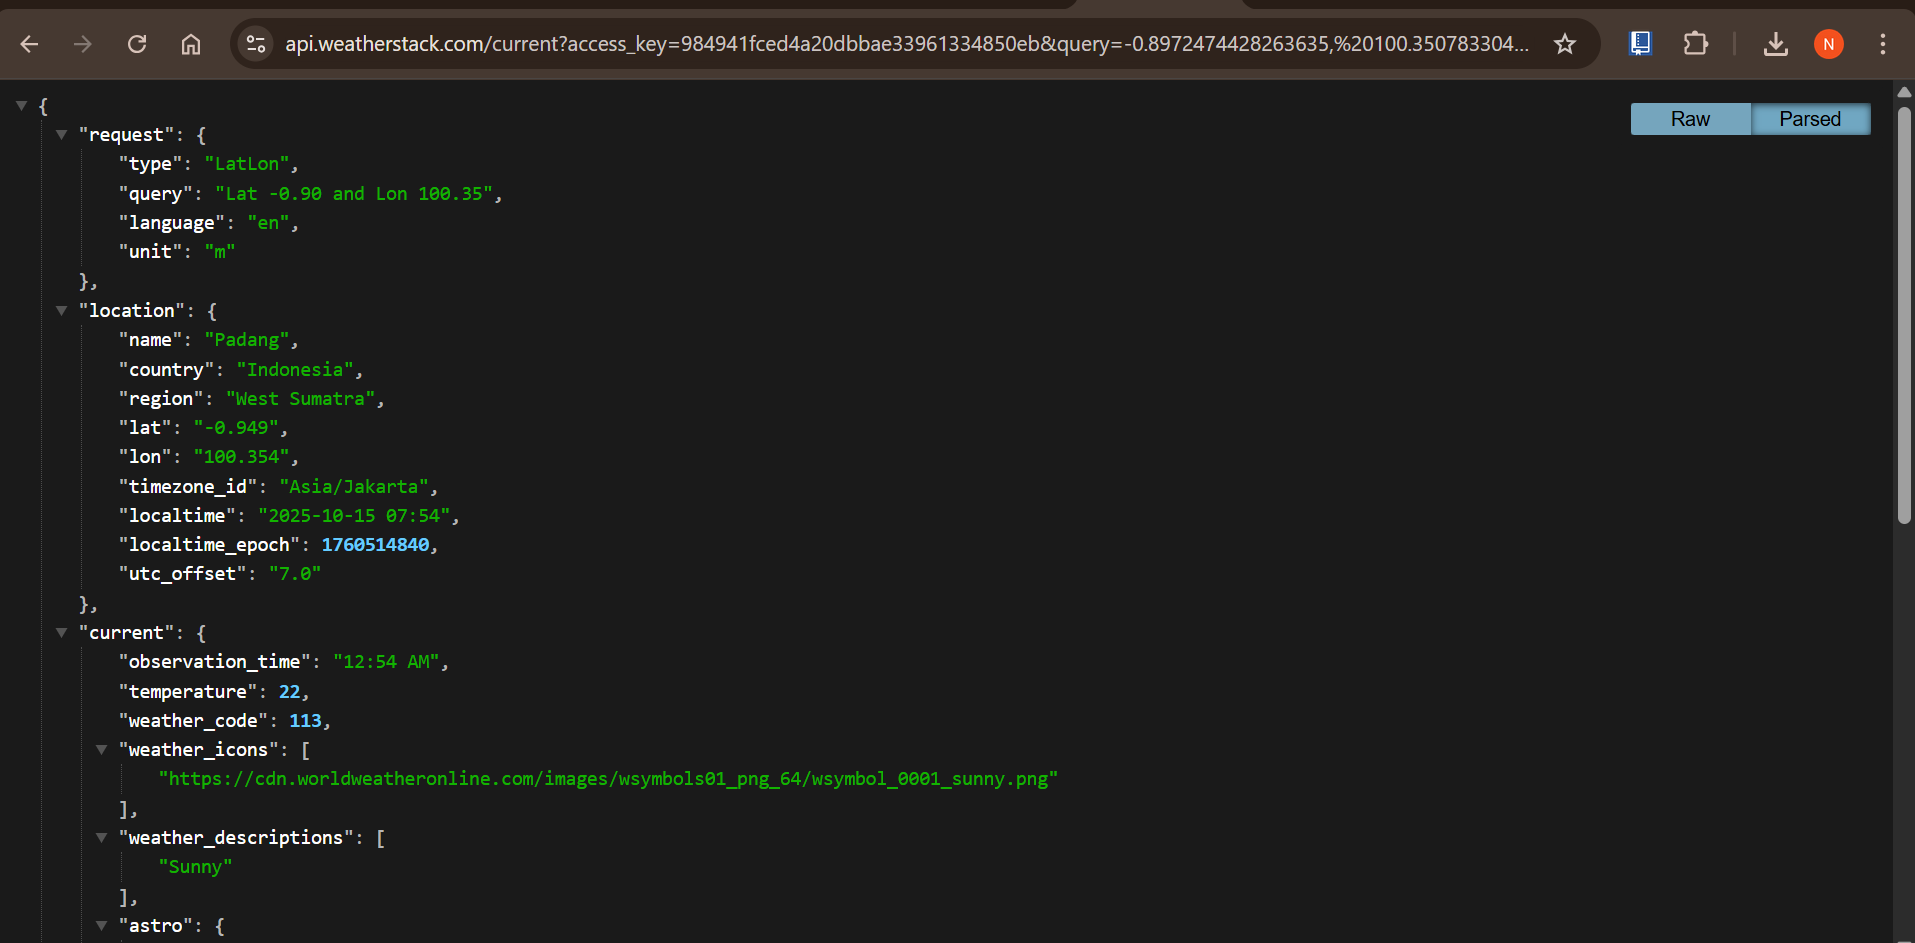 api.weatherstack.com/current?access_key=984941fced4a20dbbae33961334850eb&query=-0.8972474428263635,%20100.350783304...
N
Raw
Parsed
{
"request": {
"type": "LatLon",
"query": "Lat -0.90 and Lon 100.35",
"language": "en",
"unit": "m"
},
"location": {
"name": "Padang",
"country": "Indonesia",
"region": "West Sumatra",
"lat": "-0.949",
"lon": "100.354",
"timezone_id": "Asia/Jakarta",
"localtime": "2025-10-15 07:54",
"localtime_epoch": 1760514840,
"utc_offset": "7.0"
},
"current": {
"observation_time": "12:54 AM",
"temperature": 22,
"weather_code": 113,
"weather_icons": [
"https://cdn.worldweatheronline.com/images/wsymbols01_png_64/wsymbol_0001_sunny.png"
],
"weather_descriptions": [
"Sunny"
],
"astro": {